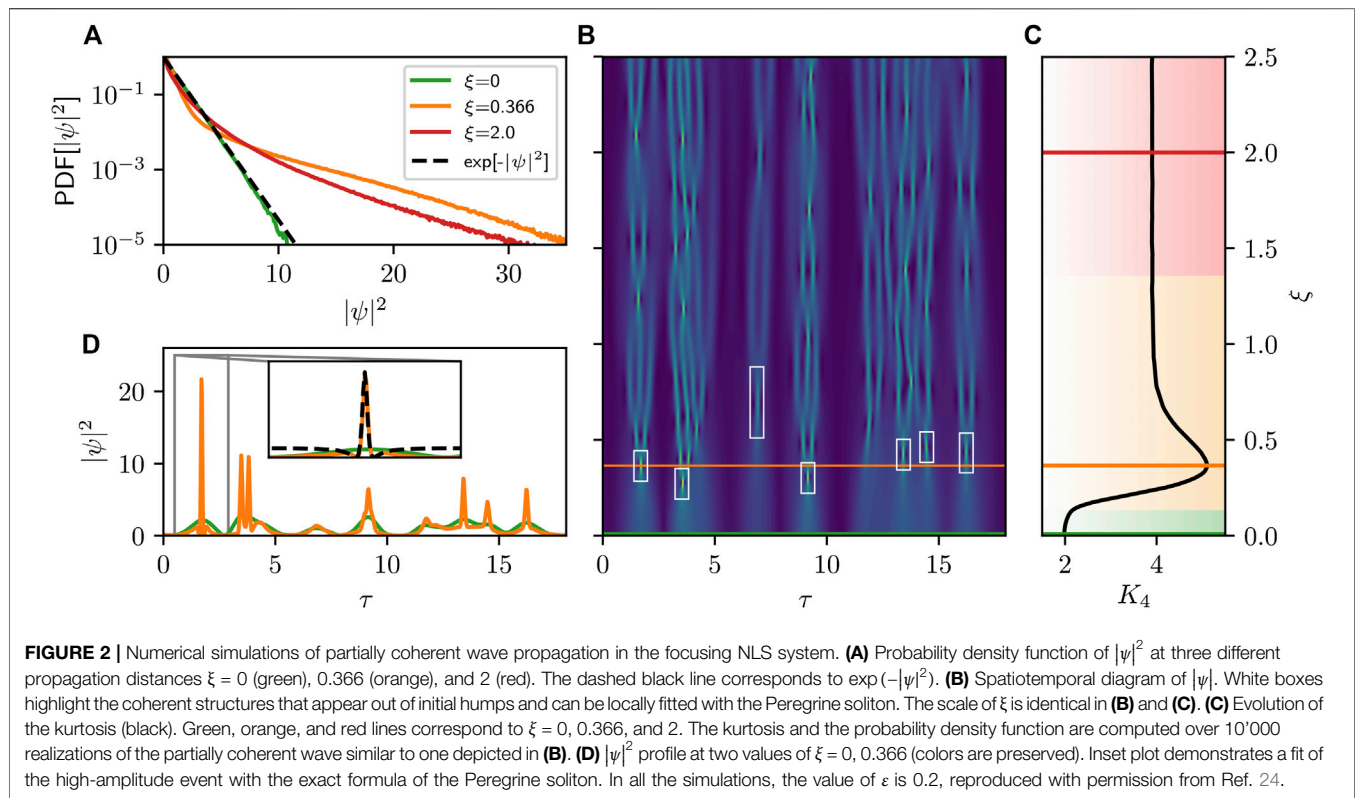 A
B
C
PDF[|ψ|²]
10⁻¹
10⁻³
10⁻⁵
ξ=0
ξ=0.366
ξ=2.0
exp[-|ψ|²]
0
10
20
30
|ψ|²
D
|ψ|²
20
10
0
0
5
10
15
τ
0
5
10
15
τ
2.5
2.0
1.5
1.0
0.5
0.0
ξ
2
4
K₄
FIGURE 2 | Numerical simulations of partially coherent wave propagation in the focusing NLS system. (A) Probability density function of |ψ|² at three different
propagation distances ξ = 0 (green), 0.366 (orange), and 2 (red). The dashed black line corresponds to exp(−|ψ|²). (B) Spatiotemporal diagram of |ψ|. White boxes
highlight the coherent structures that appear out of initial humps and can be locally fitted with the Peregrine soliton. The scale of ξ is identical in (B) and (C). (C) Evolution of
the kurtosis (black). Green, orange, and red lines correspond to ξ = 0, 0.366, and 2. The kurtosis and the probability density function are computed over 10'000
realizations of the partially coherent wave similar to one depicted in (B). (D) |ψ|² profile at two values of ξ = 0, 0.366 (colors are preserved). Inset plot demonstrates a fit of
the high-amplitude event with the exact formula of the Peregrine soliton. In all the simulations, the value of ε is 0.2, reproduced with permission from Ref. 24.